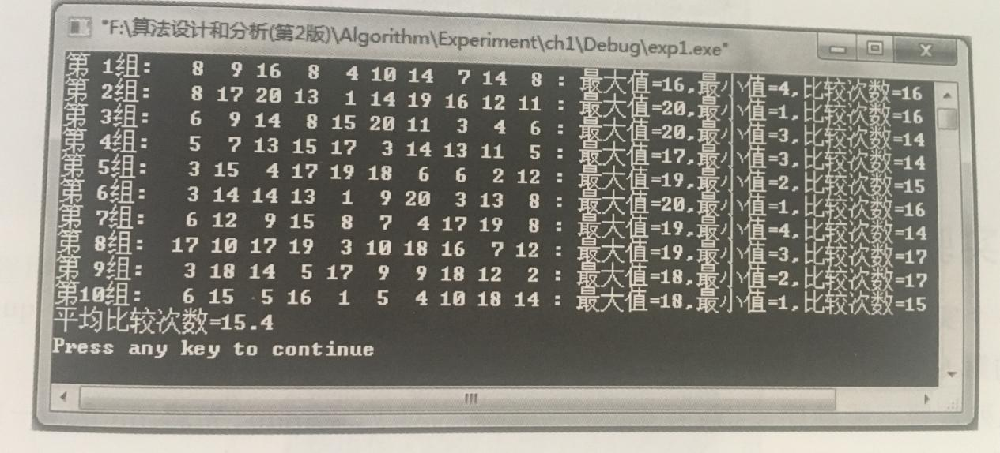 "F:\算法设计和分析(第2版)\Algorithm\Experiment\ch1\Debug\exp1.exe"
第 1组: 8 9 16 8 4 10 14 7 14 8 : 最大值=16,最小值=4,比较次数=16
第 2组: 8 17 20 13 1 14 19 16 12 11 : 最大值=20,最小值=1,比较次数=16
第 3组: 6 9 14 8 15 20 11 3 4 6 : 最大值=20,最小值=3,比较次数=14
第 4组: 5 7 13 15 17 3 14 13 11 5 : 最大值=17,最小值=3,比较次数=14
第 5组: 3 15 4 17 19 18 6 6 2 12 : 最大值=19,最小值=2,比较次数=15
第 6组: 3 14 14 13 1 9 20 3 13 8 : 最大值=20,最小值=1,比较次数=16
第 7组: 6 12 9 15 8 7 4 17 19 8 : 最大值=19,最小值=4,比较次数=14
第 8组: 17 10 17 19 3 10 18 16 7 12 : 最大值=19,最小值=3,比较次数=17
第 9组: 3 18 14 5 17 9 9 18 12 2 : 最大值=18,最小值=2,比较次数=17
第10组: 6 15 5 16 1 5 4 10 18 14 : 最大值=18,最小值=1,比较次数=15
平均比较次数=15.4
Press any key to continue